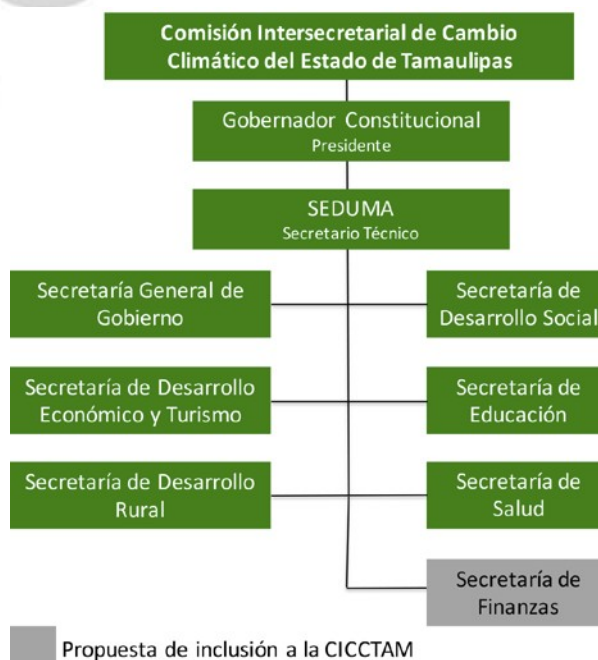 Comisión Intersecretarial de Cambio
Climático del Estado de Tamaulipas
Gobernador Constitucional
Presidente
SEDUMA
Secretario Técnico
Secretaría General de
Gobierno
Secretaría de
Desarrollo Social
Secretaría de Desarrollo
Económico y Turismo
Secretaría de
Educación
Secretaría de Desarrollo
Rural
Secretaría de
Salud
Secretaría de
Finanzas
Propuesta de inclusión a la CICCTAM